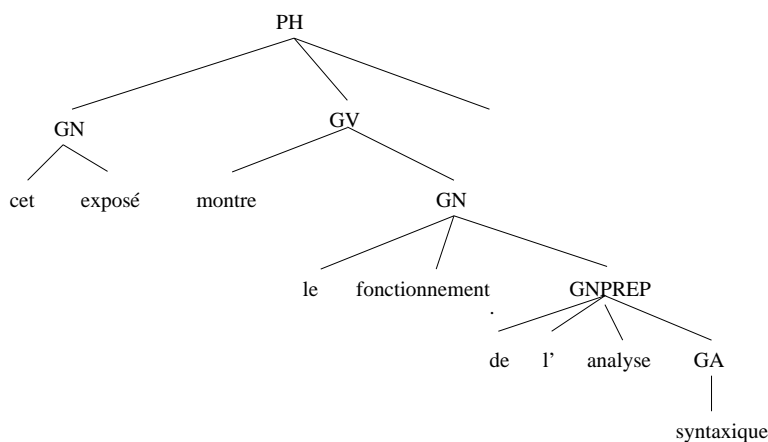 PH
GN GV
cet exposé montre GN
le fonctionnement GNPREP
.
de l' analyse GA
syntaxique